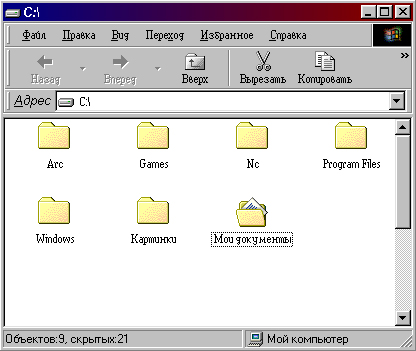 C:\
Файл Правка Вид Переход Избранное Справка
Назад Вперед Вверх Вырезать Копировать »
Адрес C:\
Arc Games Nc Program Files
Windows Картинки Мои документы
Объектов:9, скрытых:21 Мой компьютер